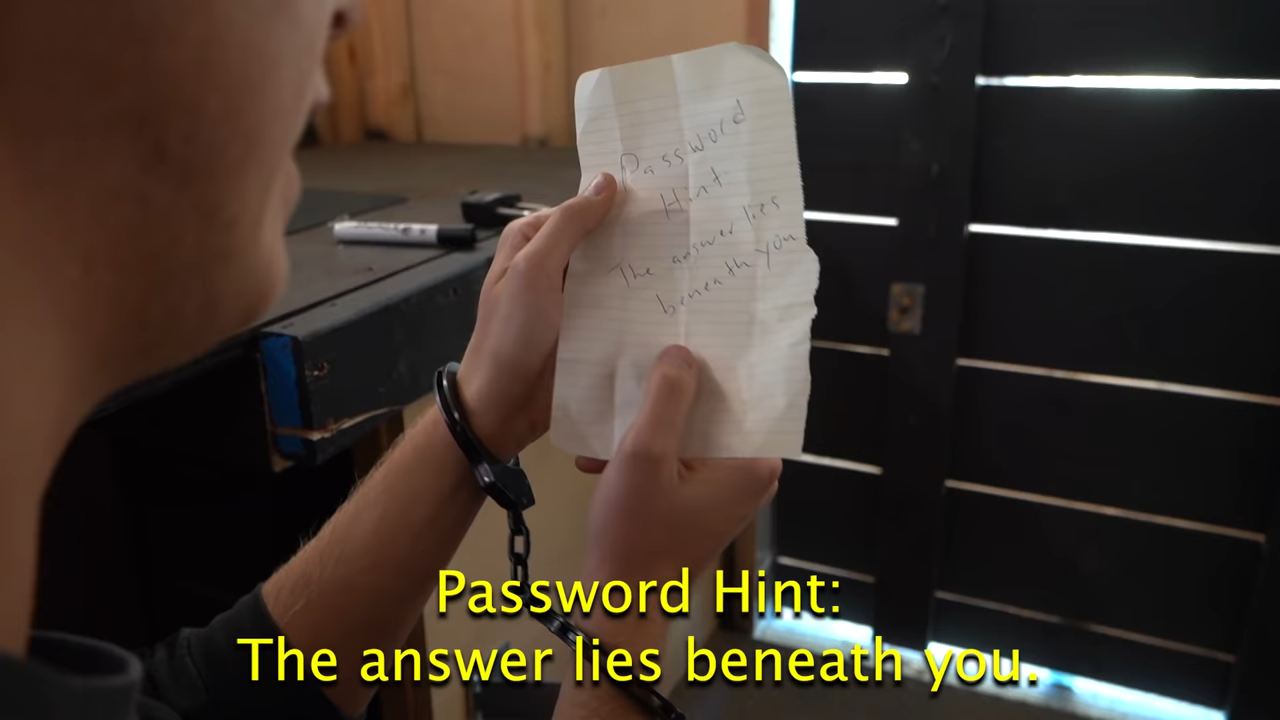 Password
Hint:
The answer lies
beneath you
Password Hint:
The answer lies beneath you.